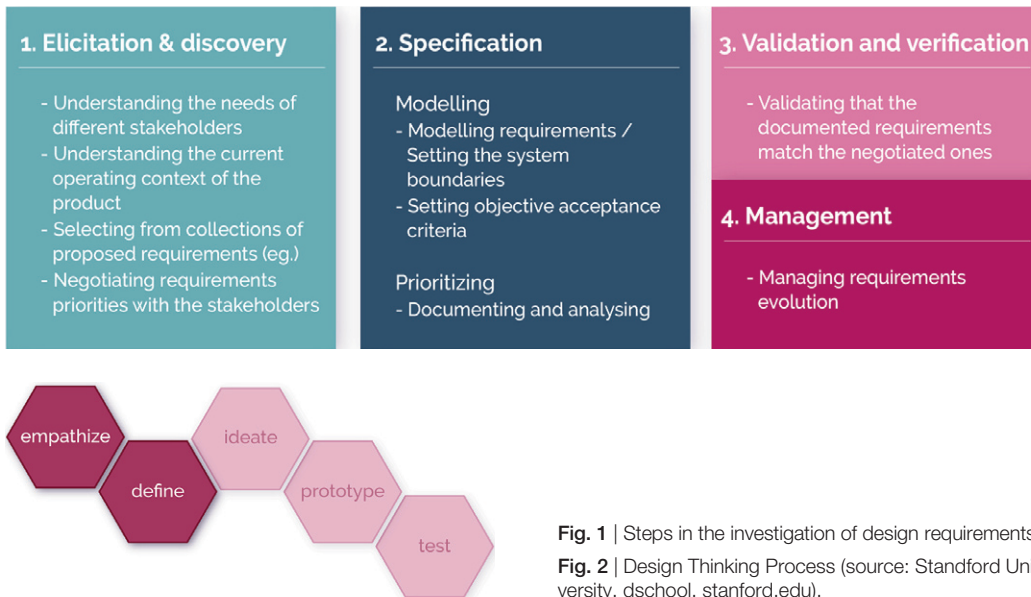 1. Elicitation & discovery
- Understanding the needs of
different stakeholders
- Understanding the current
operating context of the
product
- Selecting from collections of
proposed requirements (eg.)
- Negotiating requirements
priorities with the stakeholders
2. Specification
Modelling
- Modelling requirements /
Setting the system
boundaries
- Setting objective acceptance
criteria
Prioritizing
- Documenting and analysing
3. Validation and verification
- Validating that the
documented requirements
match the negotiated ones
4. Management
- Managing requirements
evolution
empathize
define
ideate
prototype
test
Fig. 1 | Steps in the investigation of design requirements
Fig. 2 | Design Thinking Process (source: Standford Uni
versity, dschool, stanford.edu).